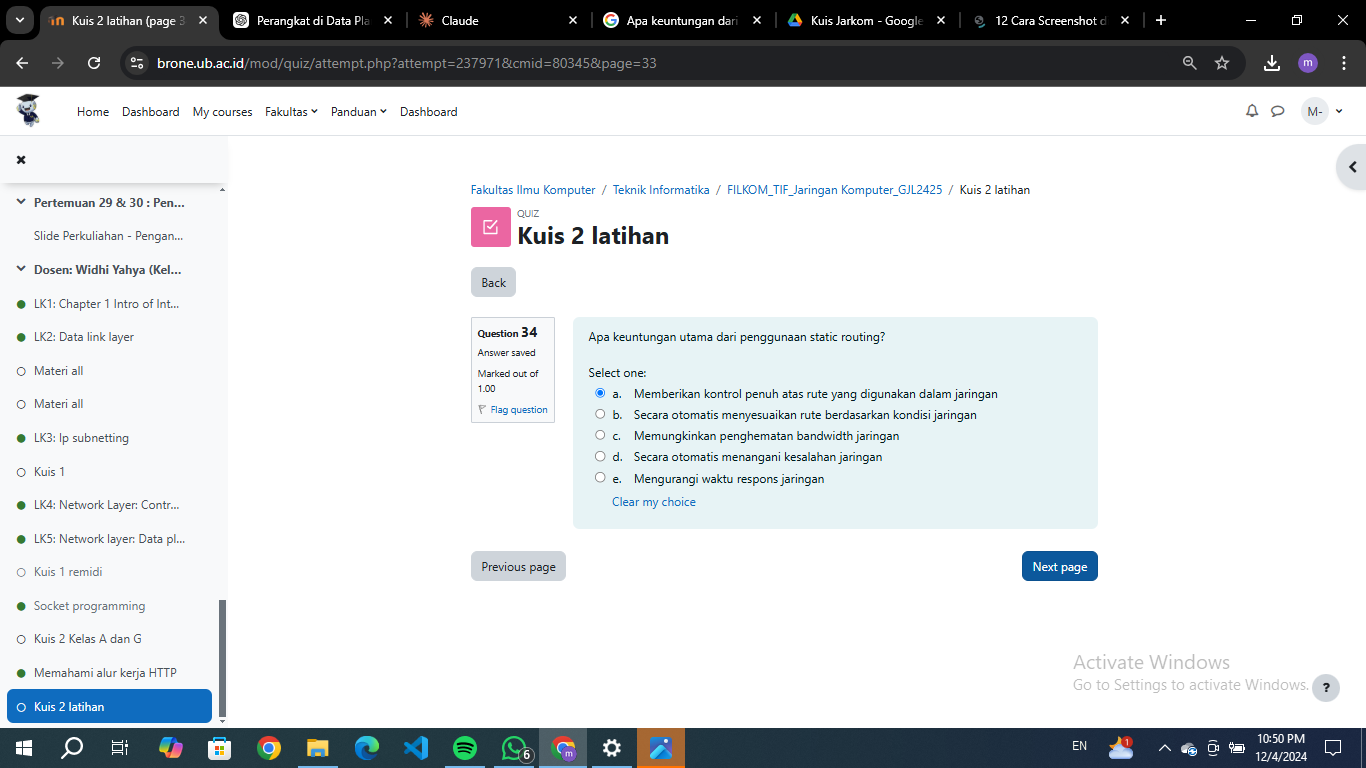 Kuis 2 latihan (page 3
Perangkat di Data Pla
Claude
Apa keuntungan dari
Kuis Jarkom - Google
12 Cara Screenshot d
brone.ub.ac.id/mod/quiz/attempt.php?attempt=237971&cmid=80345&page=33
m
Home Dashboard My courses Fakultas Panduan Dashboard
M-
Pertemuan 29 & 30 : Pen...
Slide Perkuliahan - Pengan...
Dosen: Widhi Yahya (Kel...
LK1: Chapter 1 Intro of Int...
LK2: Data link layer
Materi all
Materi all
LK3: Ip subnetting
Kuis 1
LK4: Network Layer: Contr...
LK5: Network layer: Data pl...
Kuis 1 remidi
Socket programming
Kuis 2 Kelas A dan G
Memahami alur kerja HTTP
Kuis 2 latihan
Fakultas Ilmu Komputer / Teknik Informatika / FILKOM_TIF_Jaringan Komputer_GJL2425 / Kuis 2 latihan
QUIZ
Kuis 2 latihan
Back
Question 34
Answer saved
Marked out of
1.00
Flag question
Apa keuntungan utama dari penggunaan static routing?
Select one:
a. Memberikan kontrol penuh atas rute yang digunakan dalam jaringan
b. Secara otomatis menyesuaikan rute berdasarkan kondisi jaringan
c. Memungkinkan penghematan bandwidth jaringan
d. Secara otomatis menangani kesalahan jaringan
e. Mengurangi waktu respons jaringan
Clear my choice
Previous page
Next page
Activate Windows
Go to Settings to activate Windows.
?
6
m
EN
1
10:50 PM
12/4/2024